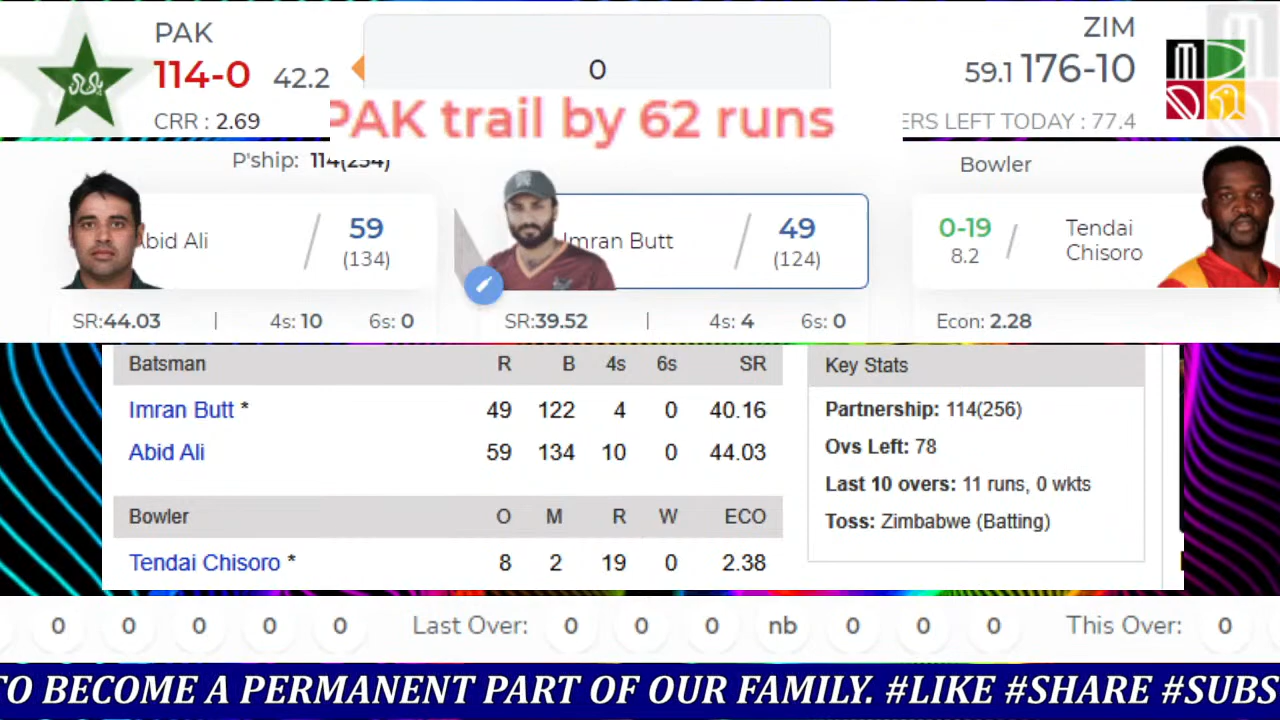 PAK
114-0 42.2
CRR : 2.69
0
PAK trail by 62 runs
ZIM
59.1 176-10
ERS LEFT TODAY : 77.4
P'ship: 114(254)
Abid Ali
59
(134)
SR:44.03 | 4s: 10 6s: 0
Imran Butt
49
(124)
SR:39.52 | 4s: 4 6s: 0
Bowler
0-19
8.2
Tendai
Chisoro
Econ: 2.28
Batsman R B 4s 6s SR
Imran Butt * 49 122 4 0 40.16
Abid Ali 59 134 10 0 44.03
Bowler O M R W ECO
Tendai Chisoro * 8 2 19 0 2.38
Key Stats
Partnership: 114(256)
Ovs Left: 78
Last 10 overs: 11 runs, 0 wkts
Toss: Zimbabwe (Batting)
0 0 0 0 0 Last Over: 0 0 0 nb 0 0 0 This Over: 0
TO BECOME A PERMANENT PART OF OUR FAMILY. #LIKE #SHARE #SUBS